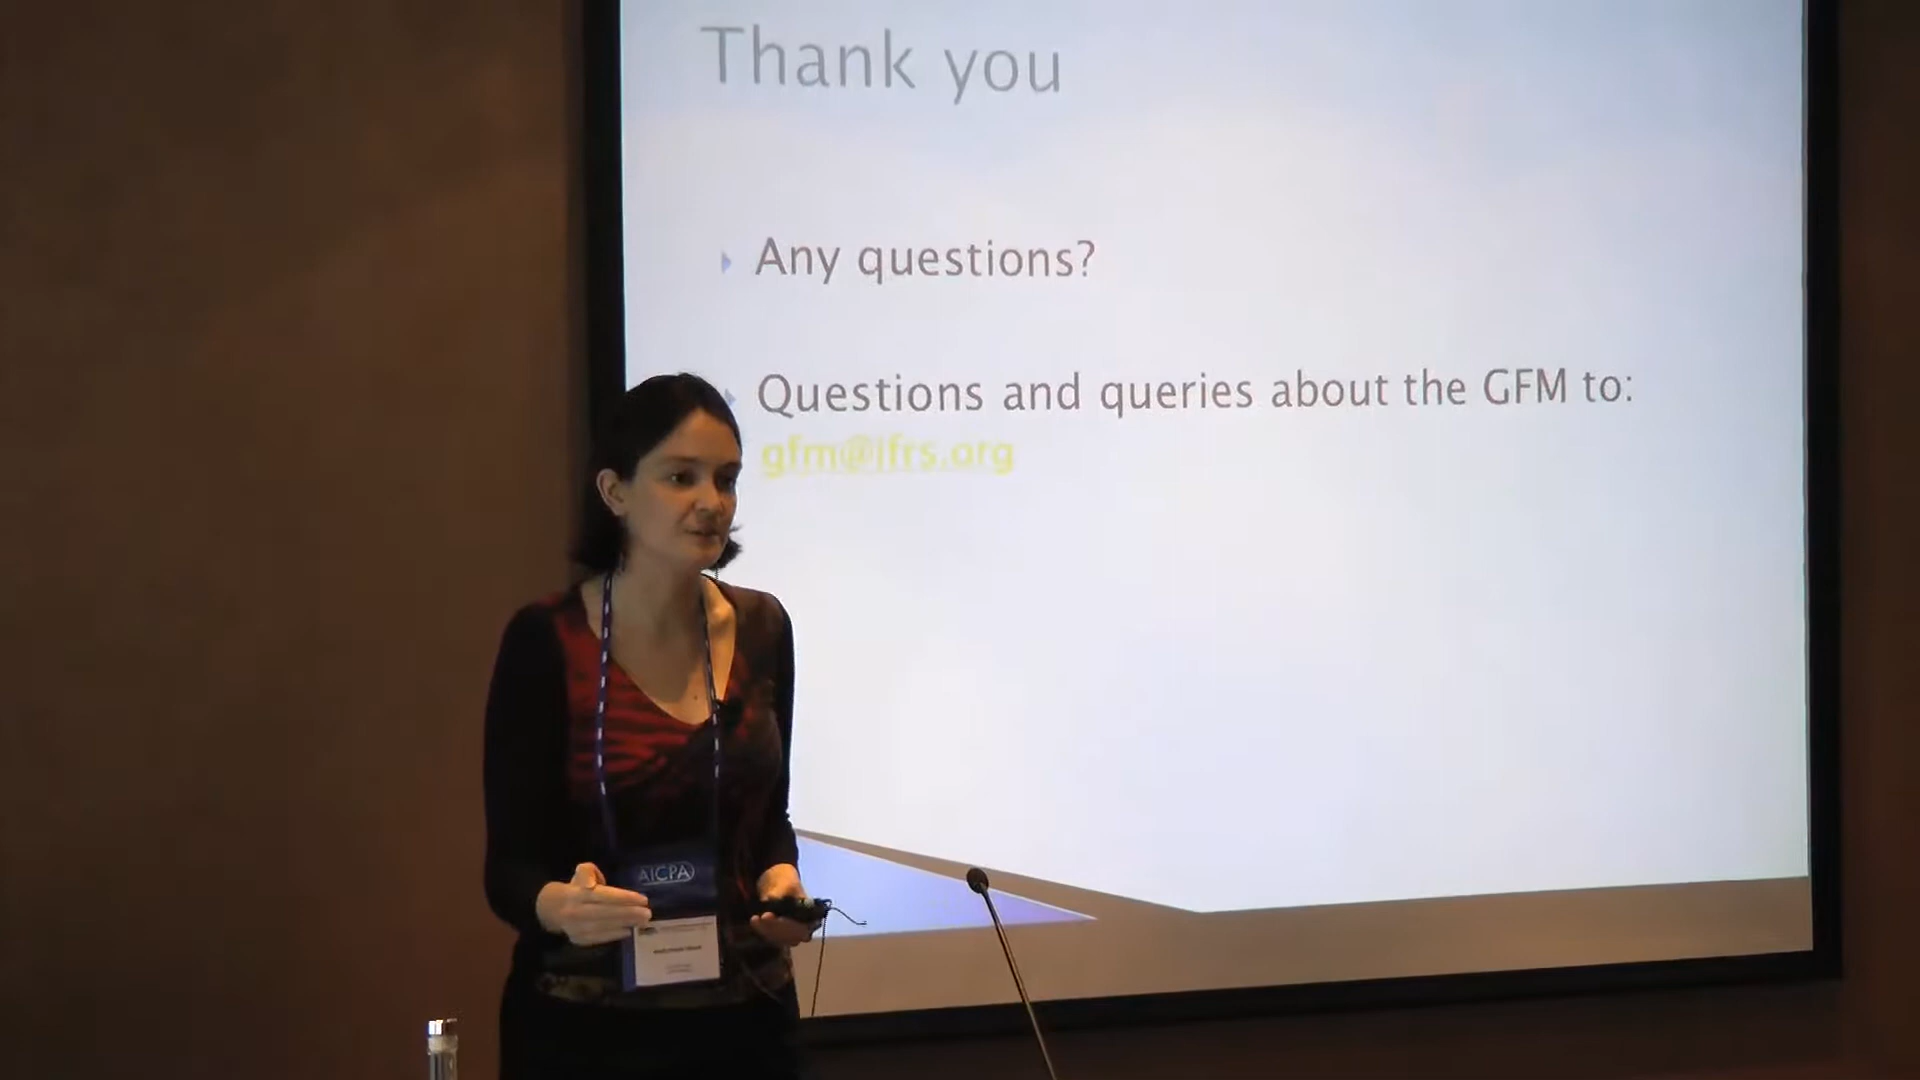 Thank you
Any questions?
Questions and queries about the GFM to:
gfm@ifrs.org
AICPA